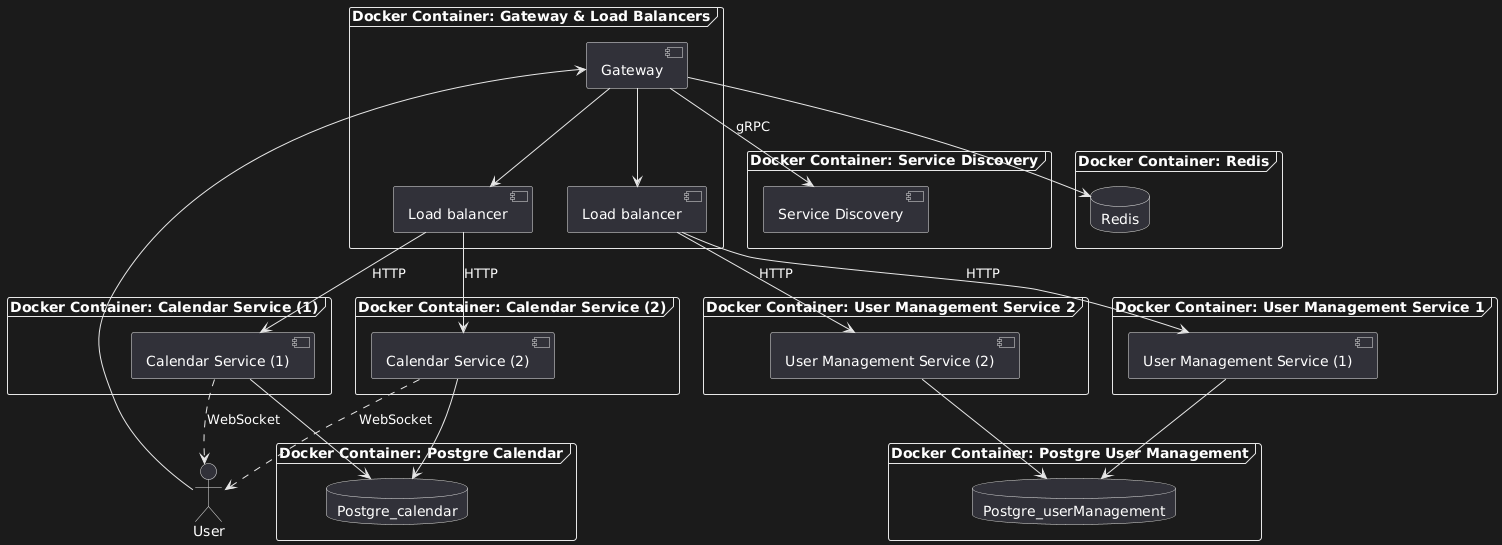 Docker Container: Gateway & Load Balancers
Gateway
gRPC
Docker Container: Service Discovery
Docker Container: Redis
Load balancer
Load balancer
Service Discovery
Redis
HTTP
HTTP
HTTP
HTTP
Docker Container: Calendar Service (1)
Docker Container: Calendar Service (2)
Docker Container: User Management Service 2
Docker Container: User Management Service 1
Calendar Service (1)
Calendar Service (2)
User Management Service (2)
User Management Service (1)
WebSocket
WebSocket
Docker Container: Postgre Calendar
Docker Container: Postgre User Management
Postgre_calendar
Postgre_userManagement
User